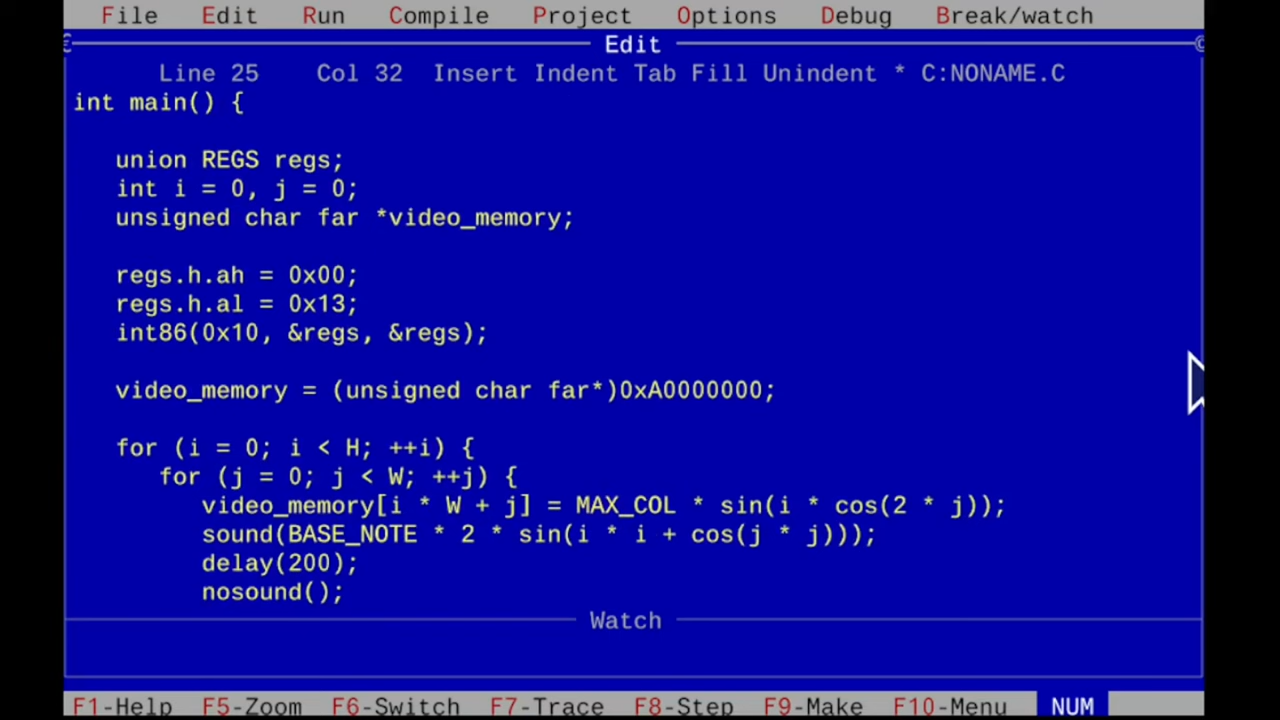 File Edit Run Compile Project Options Debug Break/watch
Edit
Line 25 Col 32 Insert Indent Tab Fill Unindent * C:NONAME.C
int main() {
union REGS regs;
int i = 0, j = 0;
unsigned char far *video_memory;
regs.h.ah = 0x00;
regs.h.al = 0x13;
int86(0x10, &regs, &regs);
video_memory = (unsigned char far*)0xA0000000;
for (i = 0; i < H; ++i) {
for (j = 0; j < W; ++j) {
video_memory[i * W + j] = MAX_COL * sin(i * cos(2 * j));
sound(BASE_NOTE * 2 * sin(i * i + cos(j * j)));
delay(200);
nosound();
Watch
F1-Help F5-Zoom F6-Switch F7-Trace F8-Step F9-Make F10-Menu NUM